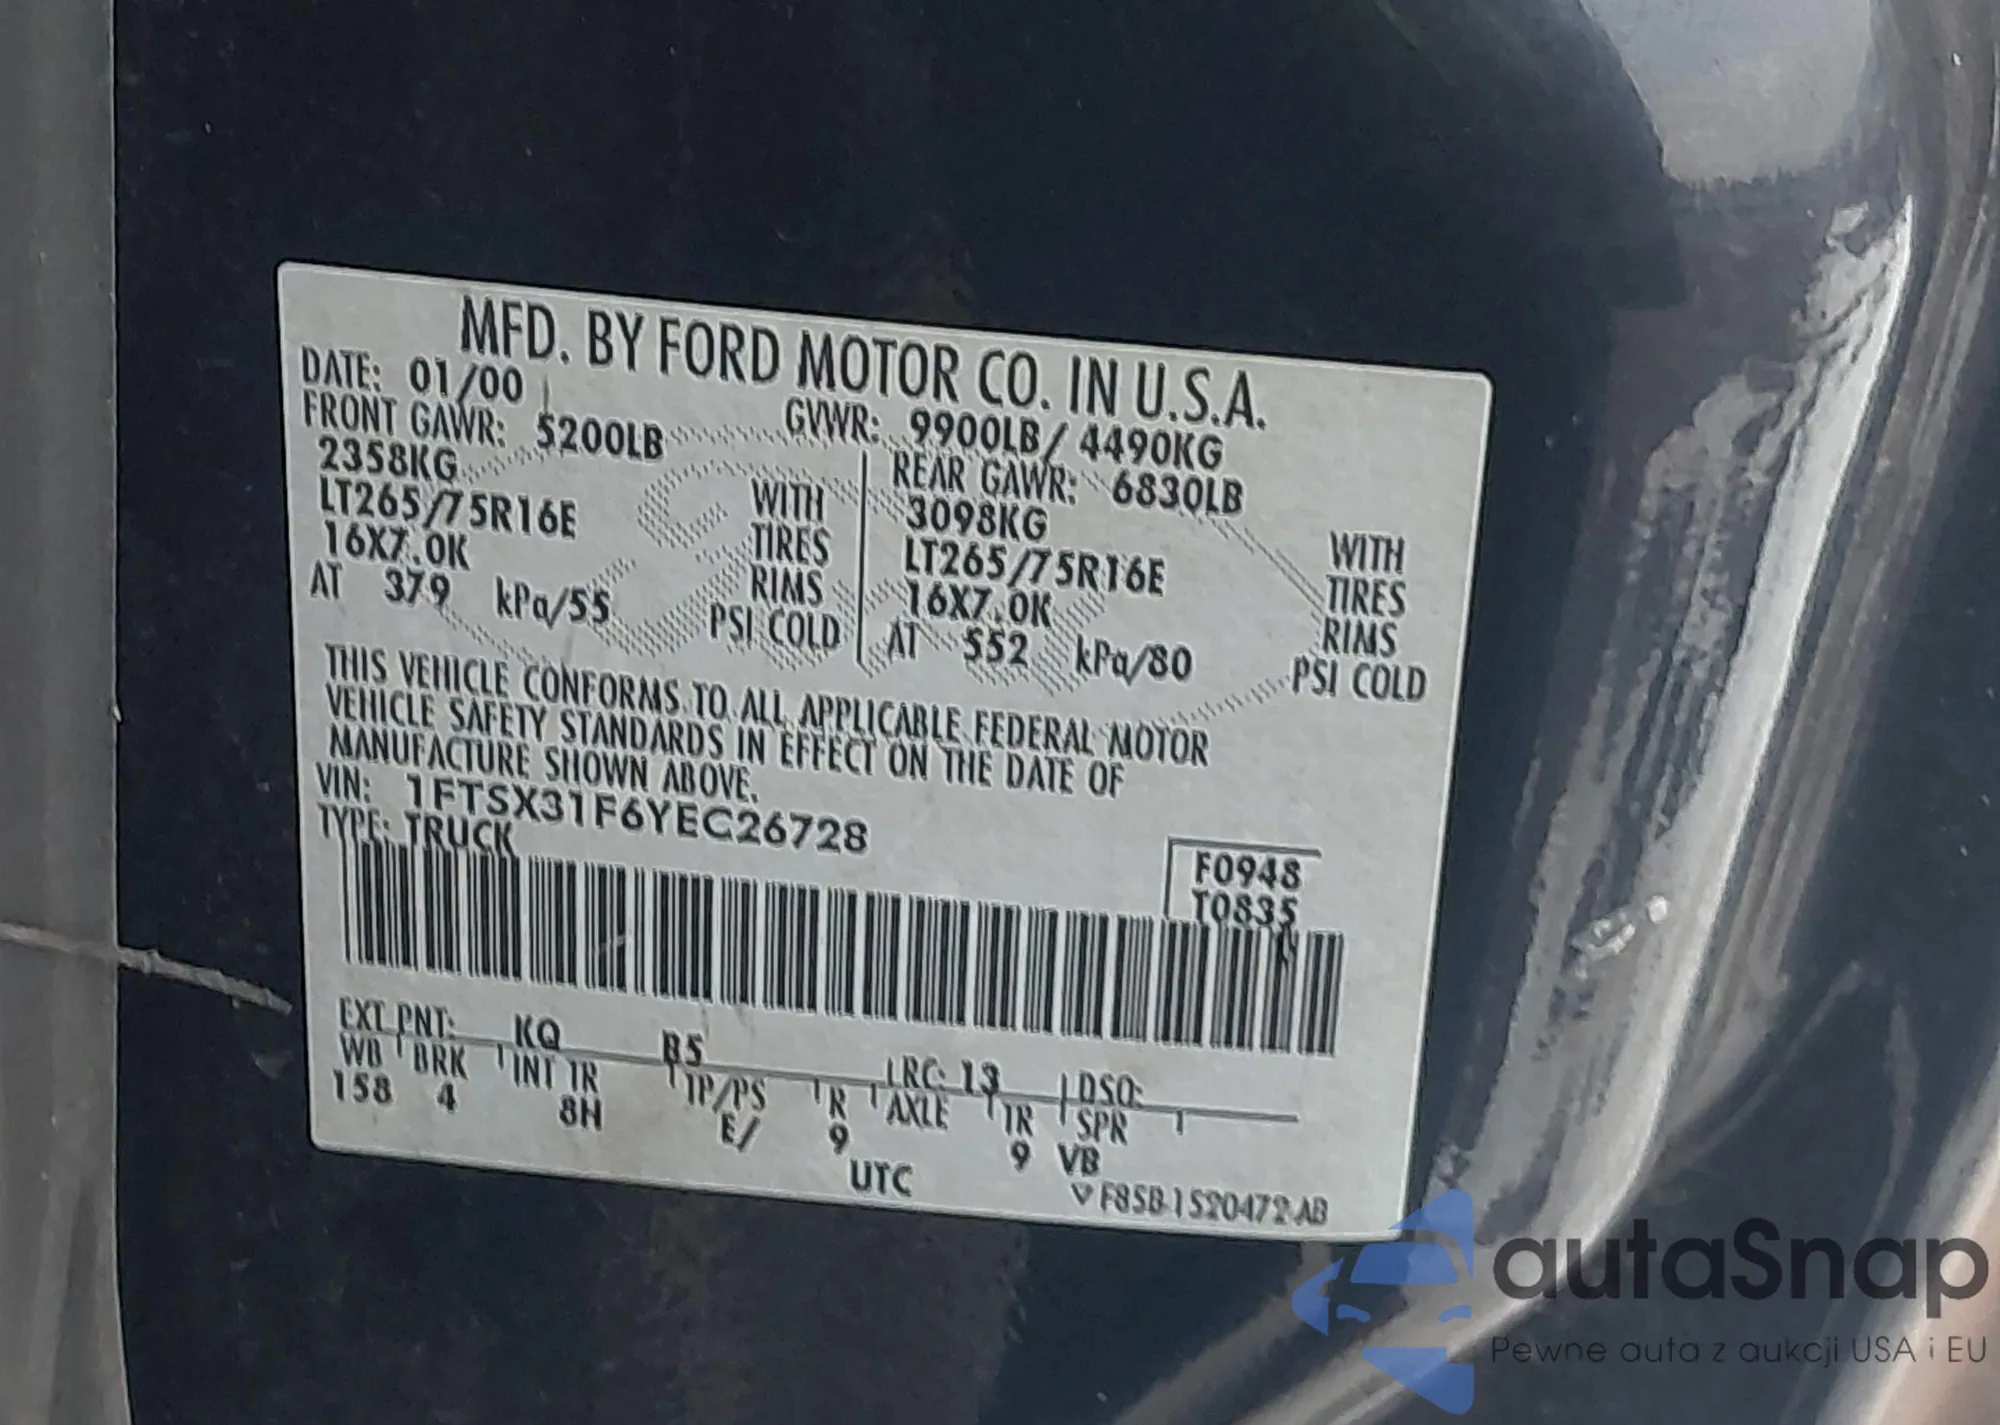 MFD. BY FORD MOTOR CO. IN U.S.A.
DATE: 01/00 GVWR: 9900LB/ 4490KG
FRONT GAWR: 5200LB REAR GAWR: 6830LB
2358KG WITH 3098KG WITH
LT265/75R16E TIRES LT265/75R16E TIRES
16X7.0K RIMS 16X7.0K RIMS
AT 379 kPa/55 PSI COLD AT 552 kPa/80 PSI COLD
THIS VEHICLE CONFORMS TO ALL APPLICABLE FEDERAL MOTOR
VEHICLE SAFETY STANDARDS IN EFFECT ON THE DATE OF
MANUFACTURE SHOWN ABOVE.
VIN: 1FTSX31F6YEC26728
TYPE: TRUCK
F0948
T0835
EXT PNT: KQ B5 RC: 13 DSO:
WB BRK INT TR TP/PS R AXLE TR SPR
158 4 8H E/ 9 9 VB
UTC
F85B-1520472-AB
autaSnap
Pewne auta z aukcji USA i EU